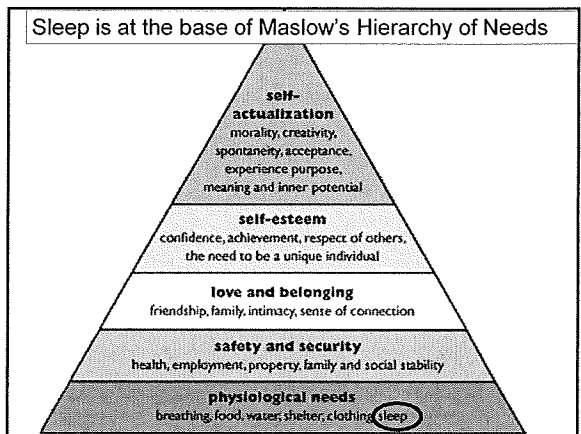 Sleep is at the base of Maslow's Hierarchy of Needs
self-
actualization
morality, creativity,
spontaneity, acceptance,
experience purpose,
meaning and inner potential
self-esteem
confidence, achievement, respect of others,
the need to be a unique individual
love and belonging
friendship, family, intimacy, sense of connection
safety and security
health, employment, property, family and social stability
physiological needs
breathing, food, water, shelter, clothing, sleep